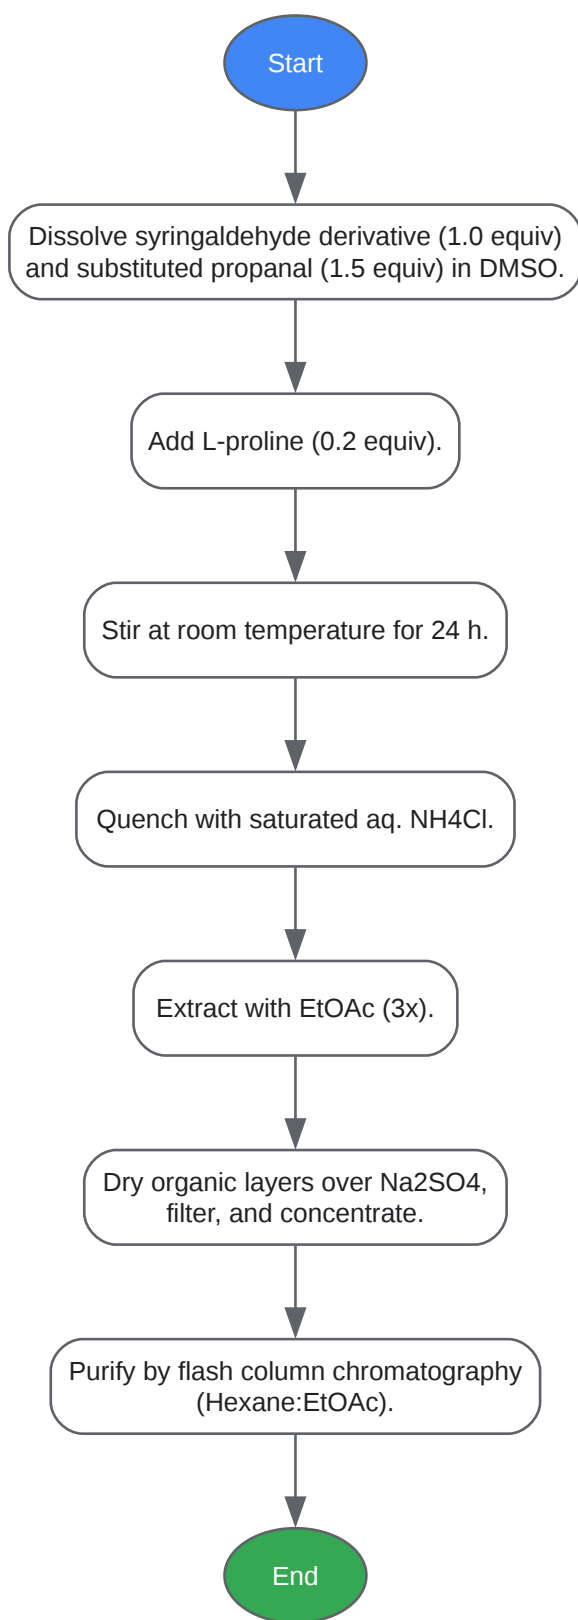 Start
Dissolve syringaldehyde derivative (1.0 equiv)
and substituted propanal (1.5 equiv) in DMSO.
Add L-proline (0.2 equiv).
Stir at room temperature for 24 h.
Quench with saturated aq. NH4Cl.
Extract with EtOAc (3x).
Dry organic layers over Na2SO4,
filter, and concentrate.
Purify by flash column chromatography
(Hexane:EtOAc).
End